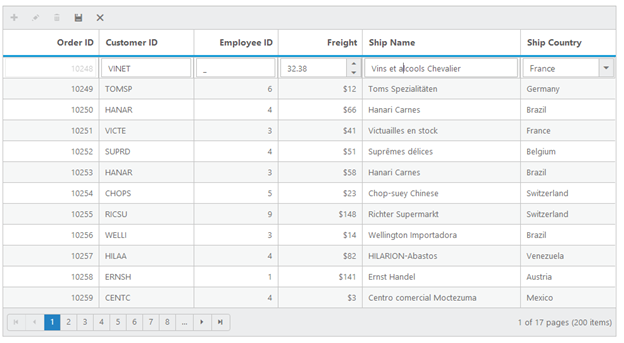 Order ID Customer ID Employee ID Freight Ship Name Ship Country
10248 VINET _ 32.38 Vins et alcools Chevalier France
10249 TOMSP 6 $12 Toms Spezialitäten Germany
10250 HANAR 4 $66 Hanari Carnes Brazil
10251 VICTE 3 $41 Victuailles en stock France
10252 SUPRD 4 $51 Suprêmes délices Belgium
10253 HANAR 3 $58 Hanari Carnes Brazil
10254 CHOPS 5 $23 Chop-suey Chinese Switzerland
10255 RICSU 9 $148 Richter Supermarkt Switzerland
10256 WELLI 3 $14 Wellington Importadora Brazil
10257 HILAA 4 $82 HILARION-Abastos Venezuela
10258 ERNSH 1 $141 Ernst Handel Austria
10259 CENTC 4 $3 Centro comercial Moctezuma Mexico
1 2 3 4 5 6 7 8 ... 1 of 17 pages (200 items)